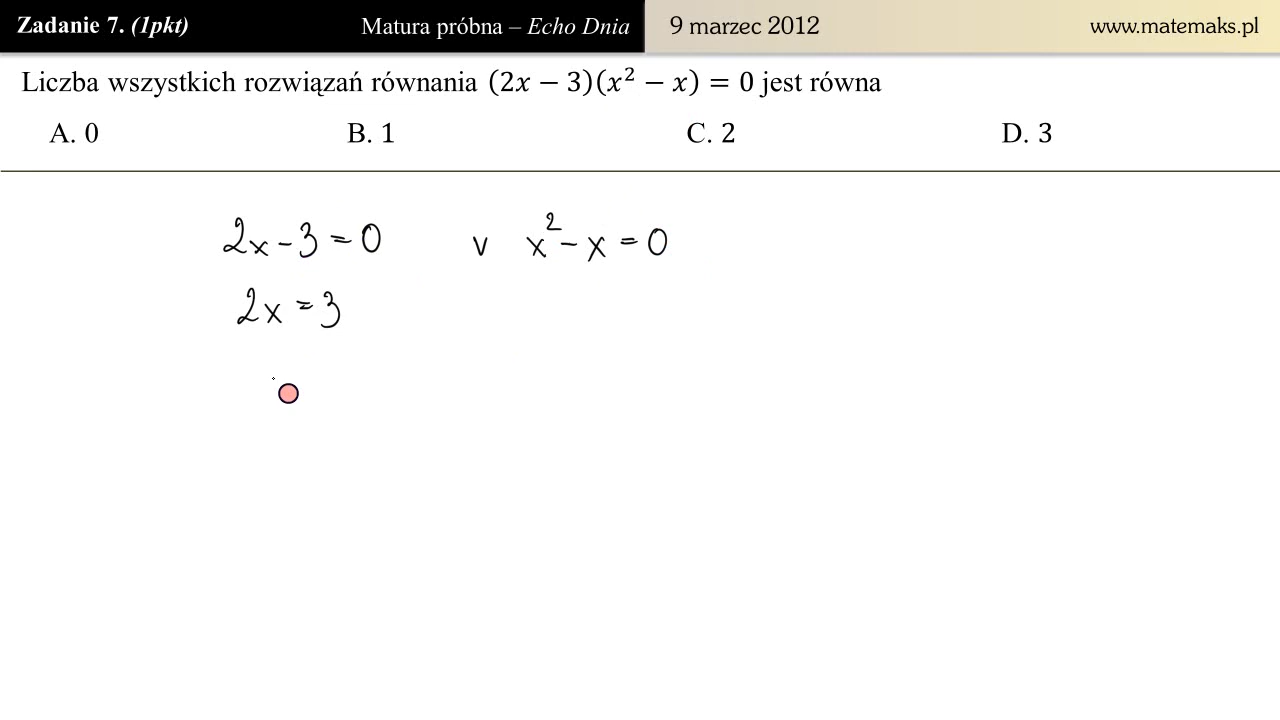 Zadanie 7. (1pkt) Matura próbna – Echo Dnia 9 marzec 2012 www.matemaks.pl
Liczba wszystkich rozwiązań równania (2x − 3)(x² − x) = 0 jest równa
A. 0 B. 1 C. 2 D. 3
2x - 3 = 0 v x² - x = 0
2x = 3